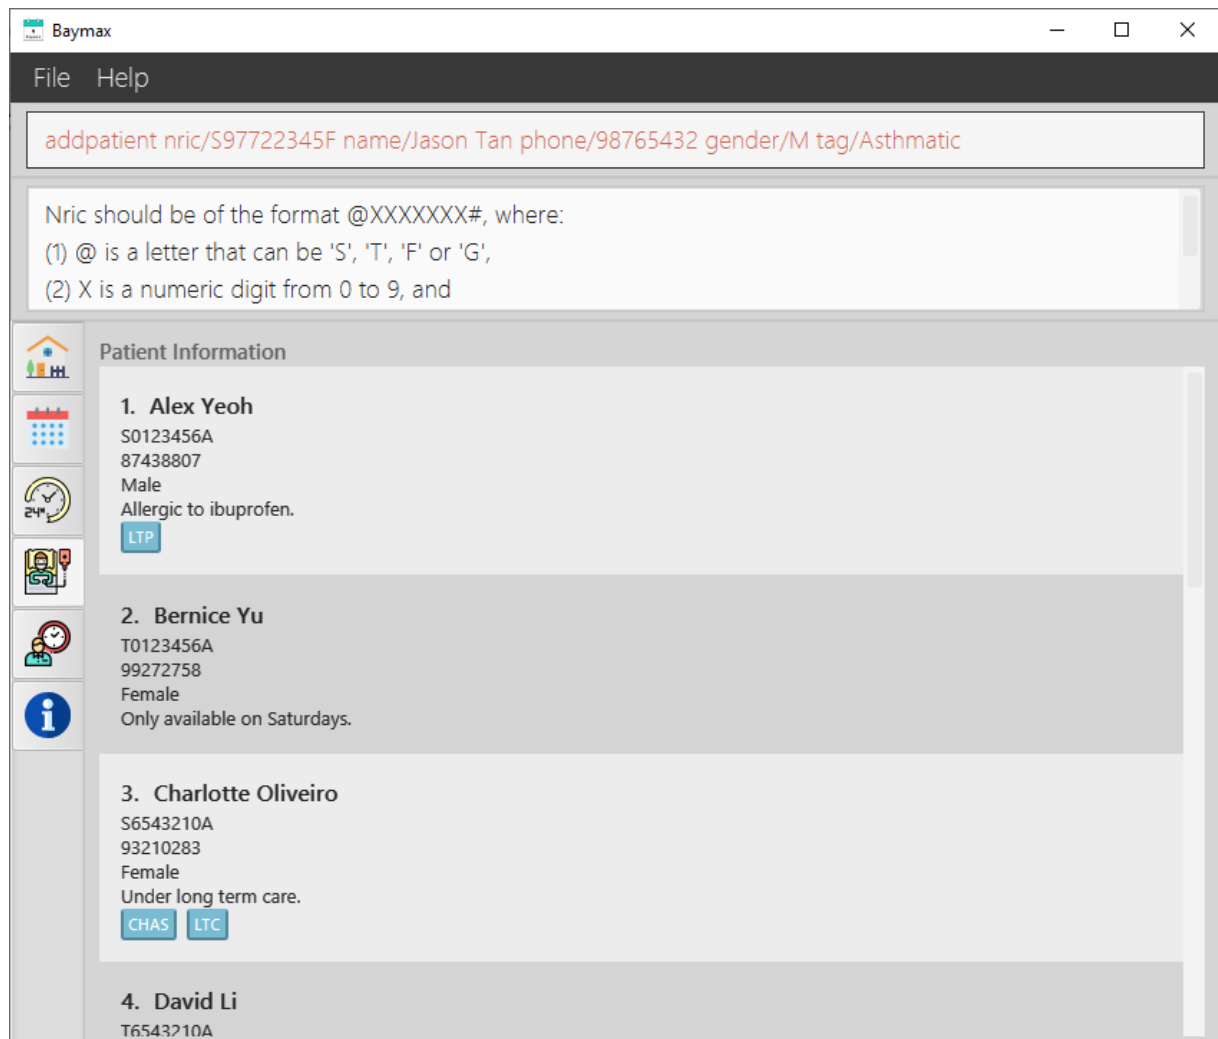 Baymax
File Help
addpatient nric/S97722345F name/Jason Tan phone/98765432 gender/M tag/Asthmatic
Nric should be of the format @XXXXXXX#, where:
(1) @ is a letter that can be 'S', 'T', 'F' or 'G',
(2) X is a numeric digit from 0 to 9, and
Patient Information
1. Alex Yeoh
S0123456A
87438807
Male
Allergic to ibuprofen.
LTP
2. Bernice Yu
T0123456A
99272758
Female
Only available on Saturdays.
3. Charlotte Oliveiro
S6543210A
93210283
Female
Under long term care.
CHAS LTC
4. David Li
T6543210A
24H